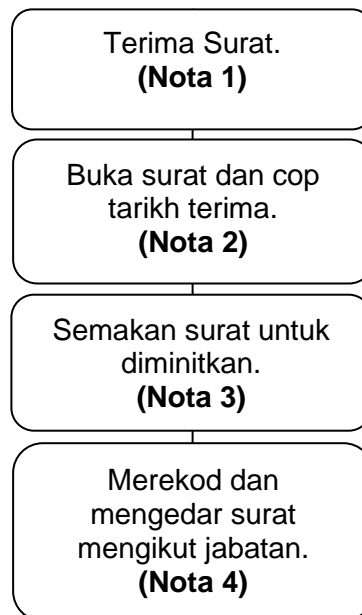 Terima Surat.
(Nota 1)
Buka surat dan cop
tarikh terima.
(Nota 2)
Semakan surat untuk
diminitkan.
(Nota 3)
Merekod dan
mengedar surat
mengikut jabatan.
(Nota 4)